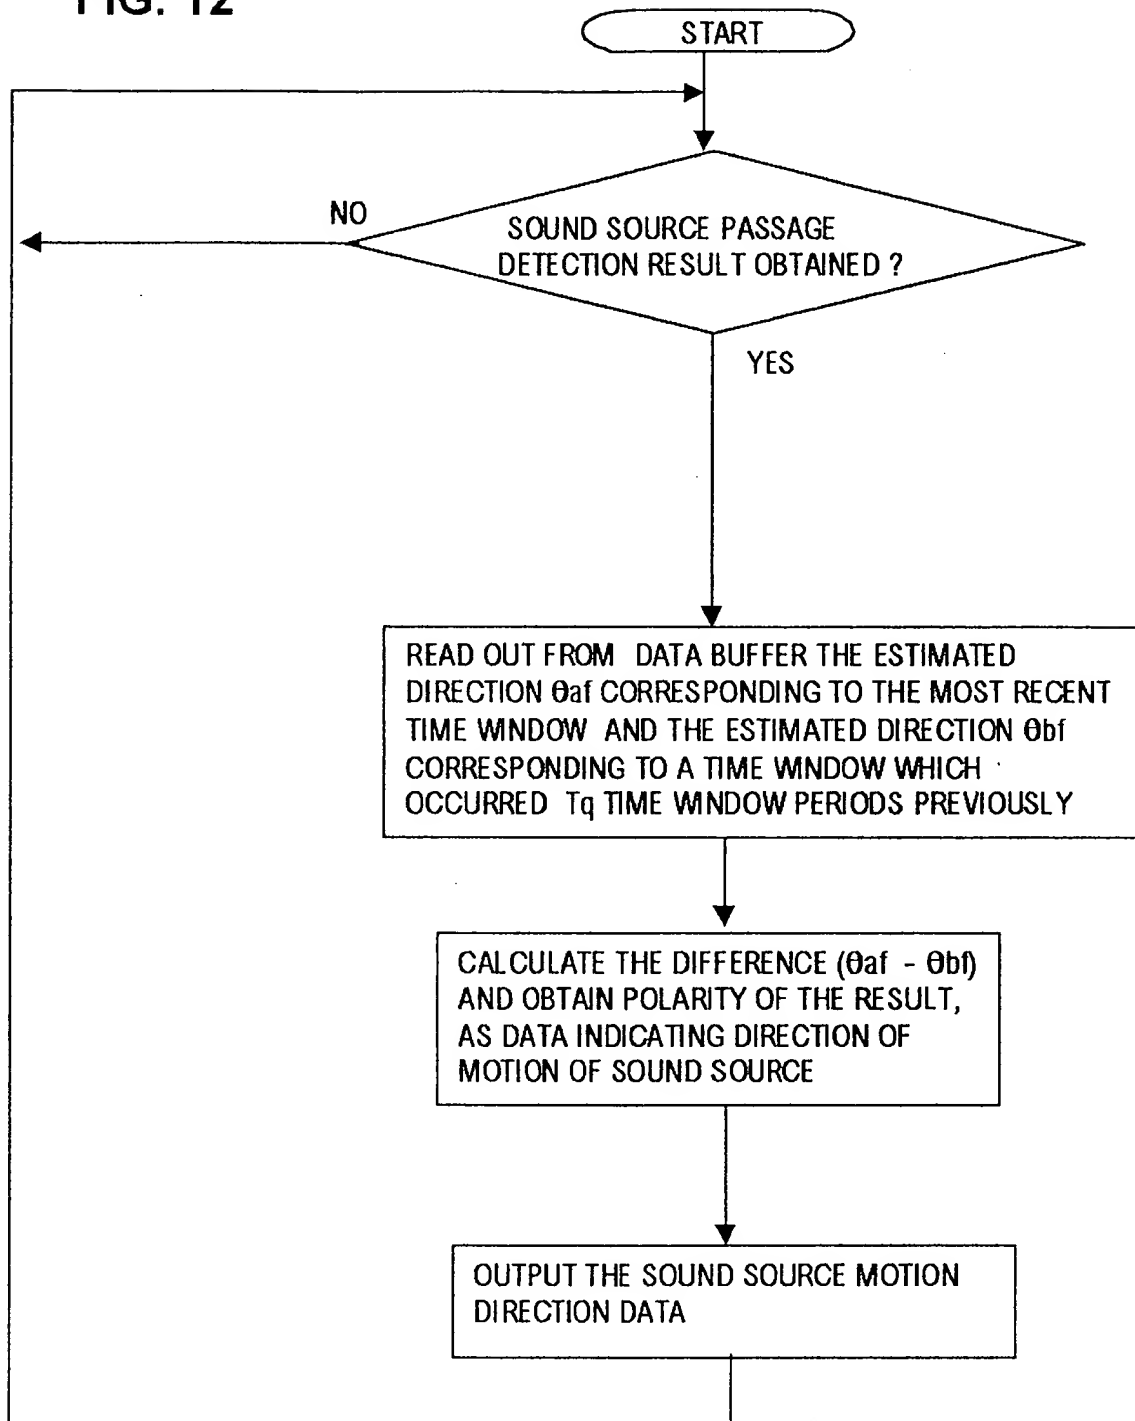 FIG. 12
START
NO
SOUND SOURCE PASSAGE
DETECTION RESULT OBTAINED ?
YES
READ OUT FROM DATA BUFFER THE ESTIMATED
DIRECTION θaf CORRESPONDING TO THE MOST RECENT
TIME WINDOW AND THE ESTIMATED DIRECTION θbf
CORRESPONDING TO A TIME WINDOW WHICH
OCCURRED Tq TIME WINDOW PERIODS PREVIOUSLY
CALCULATE THE DIFFERENCE (θaf - θbf)
AND OBTAIN POLARITY OF THE RESULT,
AS DATA INDICATING DIRECTION OF
MOTION OF SOUND SOURCE
OUTPUT THE SOUND SOURCE MOTION
DIRECTION DATA